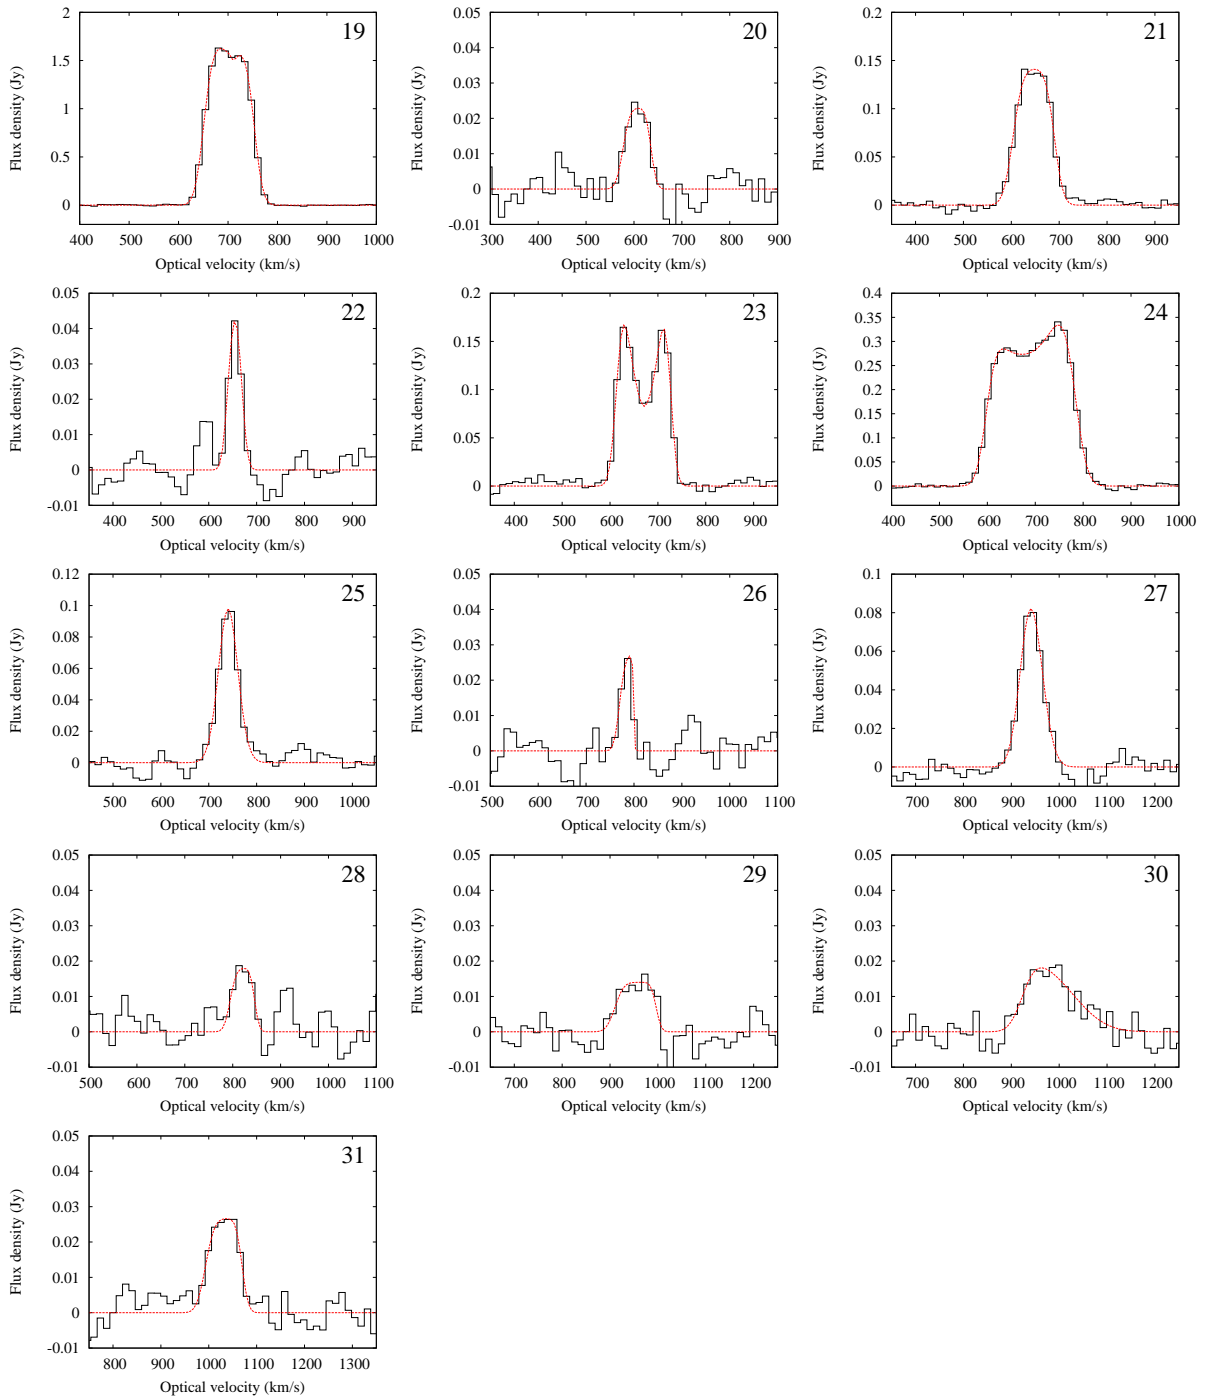 19
Flux density (Jy)
2
1.5
1
0.5
0
400 500 600 700 800 900 1000
Optical velocity (km/s)
20
Flux density (Jy)
0.05
0.04
0.03
0.02
0.01
0
-0.01
300 400 500 600 700 800 900
Optical velocity (km/s)
21
Flux density (Jy)
0.2
0.15
0.1
0.05
0
400 500 600 700 800 900
Optical velocity (km/s)
22
Flux density (Jy)
0.05
0.04
0.03
0.02
0.01
0
-0.01
400 500 600 700 800 900
Optical velocity (km/s)
23
Flux density (Jy)
0.2
0.15
0.1
0.05
0
400 500 600 700 800 900
Optical velocity (km/s)
24
Flux density (Jy)
0.4
0.35
0.3
0.25
0.2
0.15
0.1
0.05
0
400 500 600 700 800 900 1000
Optical velocity (km/s)
25
Flux density (Jy)
0.12
0.1
0.08
0.06
0.04
0.02
0
500 600 700 800 900 1000
Optical velocity (km/s)
26
Flux density (Jy)
0.05
0.04
0.03
0.02
0.01
0
-0.01
500 600 700 800 900 1000 1100
Optical velocity (km/s)
27
Flux density (Jy)
0.1
0.08
0.06
0.04
0.02
0
700 800 900 1000 1100 1200
Optical velocity (km/s)
28
Flux density (Jy)
0.05
0.04
0.03
0.02
0.01
0
-0.01
500 600 700 800 900 1000 1100
Optical velocity (km/s)
29
Flux density (Jy)
0.05
0.04
0.03
0.02
0.01
0
-0.01
700 800 900 1000 1100 1200
Optical velocity (km/s)
30
Flux density (Jy)
0.05
0.04
0.03
0.02
0.01
0
-0.01
700 800 900 1000 1100 1200
Optical velocity (km/s)
31
Flux density (Jy)
0.05
0.04
0.03
0.02
0.01
0
-0.01
800 900 1000 1100 1200 1300
Optical velocity (km/s)